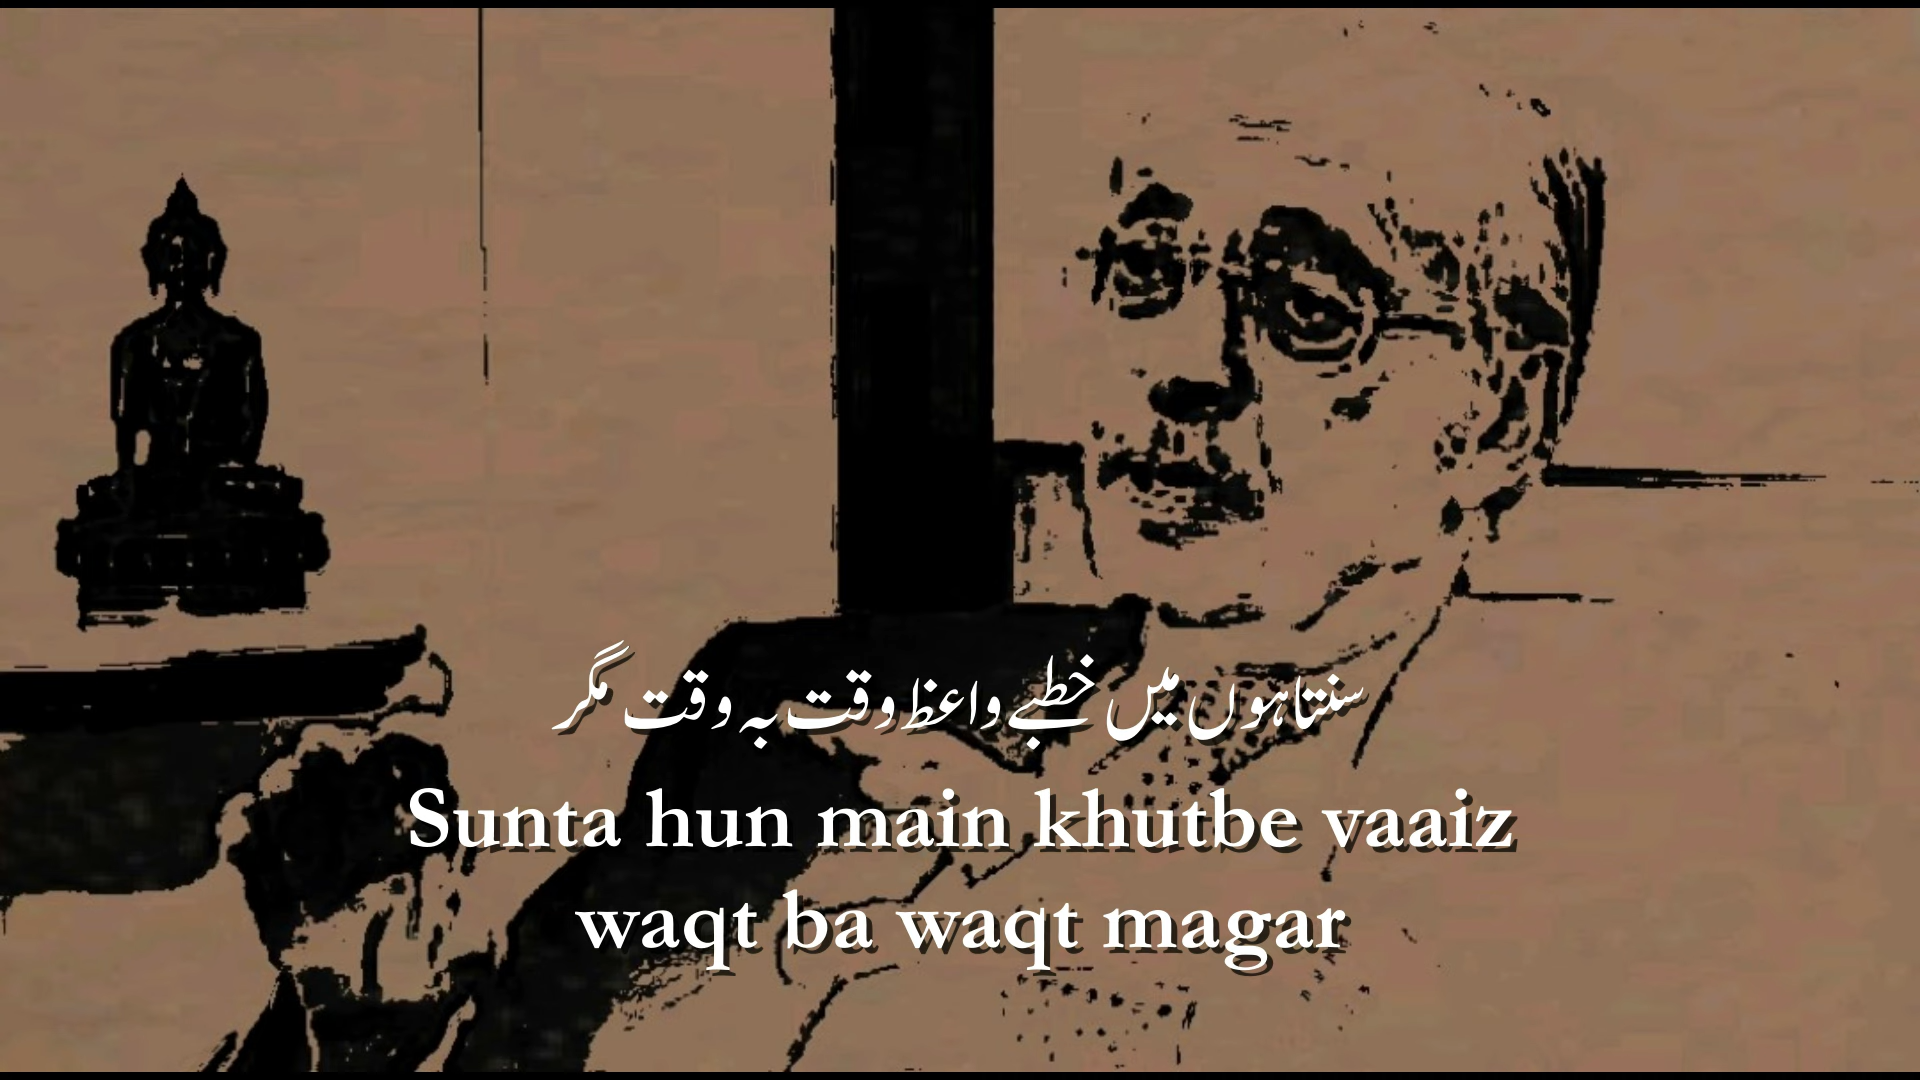 سنتا ہوں میں خطبے واعظ وقت بہ وقت مگر
Sunta hun main khutbe vaaiz
waqt ba waqt magar